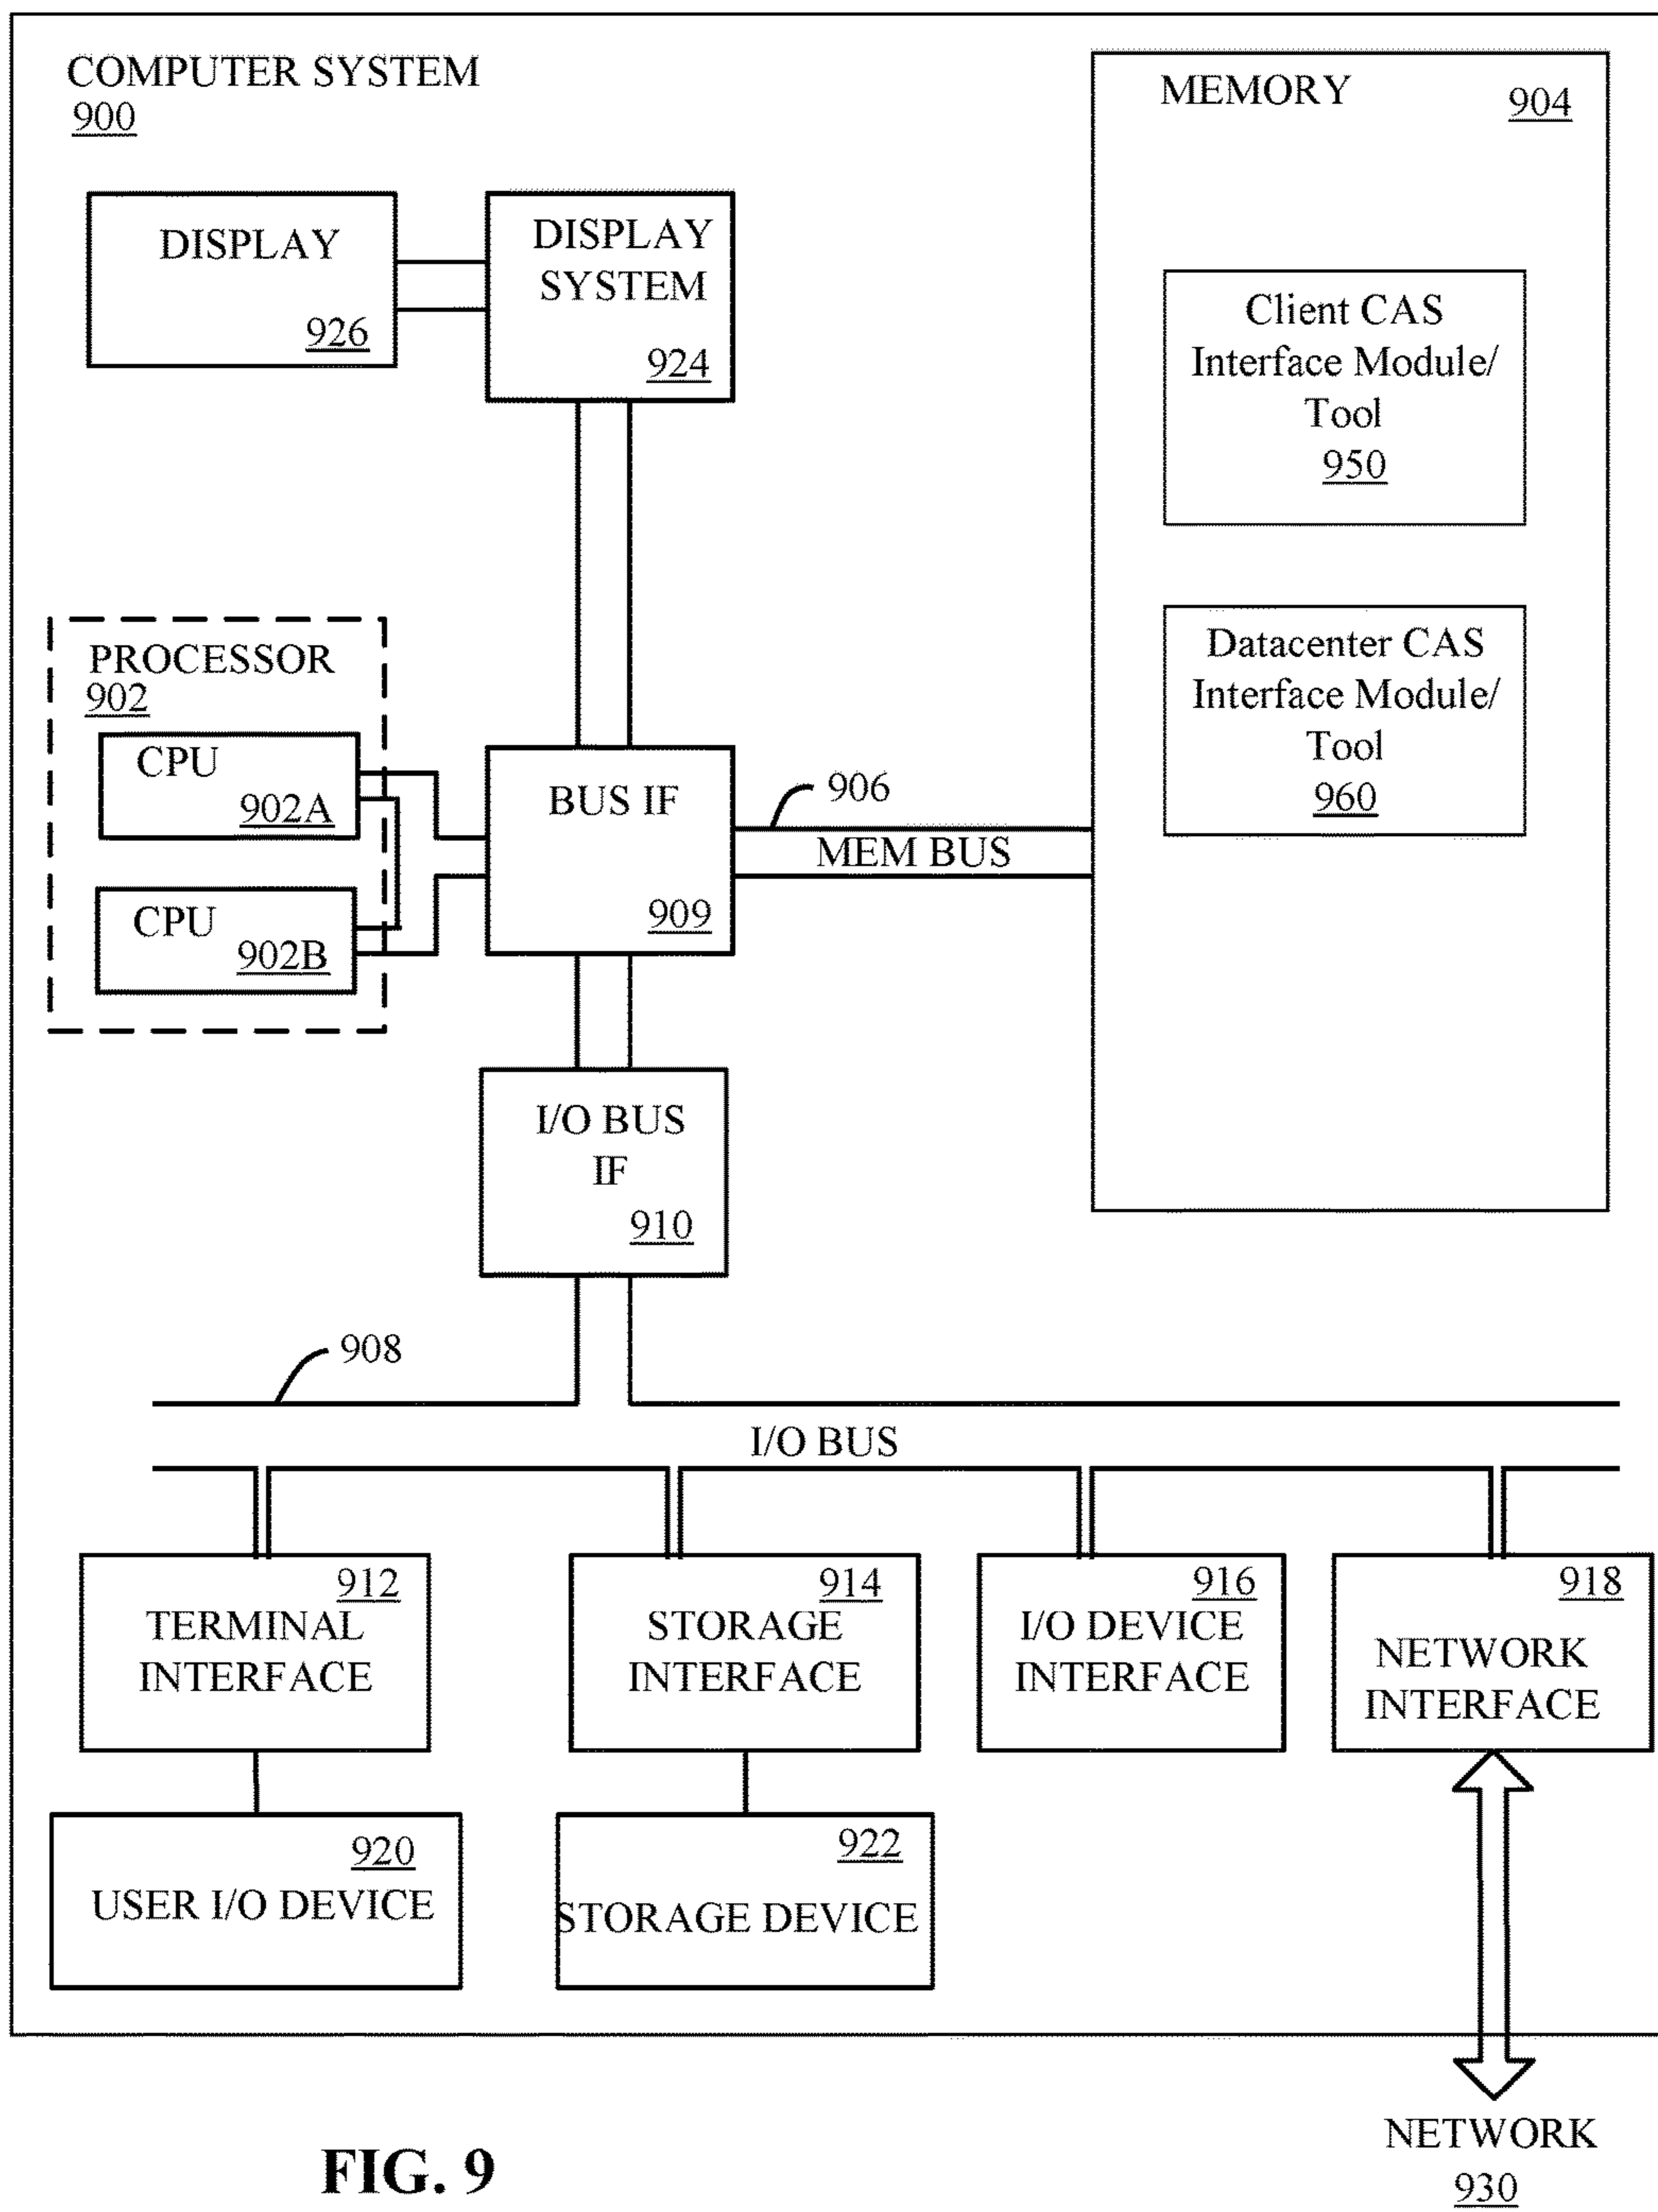 COMPUTER SYSTEM
900
MEMORY
904
DISPLAY
926
DISPLAY
SYSTEM
924
Client CAS
Interface Module/
Tool
950
Datacenter CAS
Interface Module/
Tool
960
PROCESSOR
902
CPU
902A
CPU
902B
BUS IF
909
906
MEM BUS
I/O BUS
IF
910
908
I/O BUS
912
TERMINAL
INTERFACE
914
STORAGE
INTERFACE
916
I/O DEVICE
INTERFACE
918
NETWORK
INTERFACE
920
USER I/O DEVICE
922
STORAGE DEVICE
NETWORK
930
FIG. 9